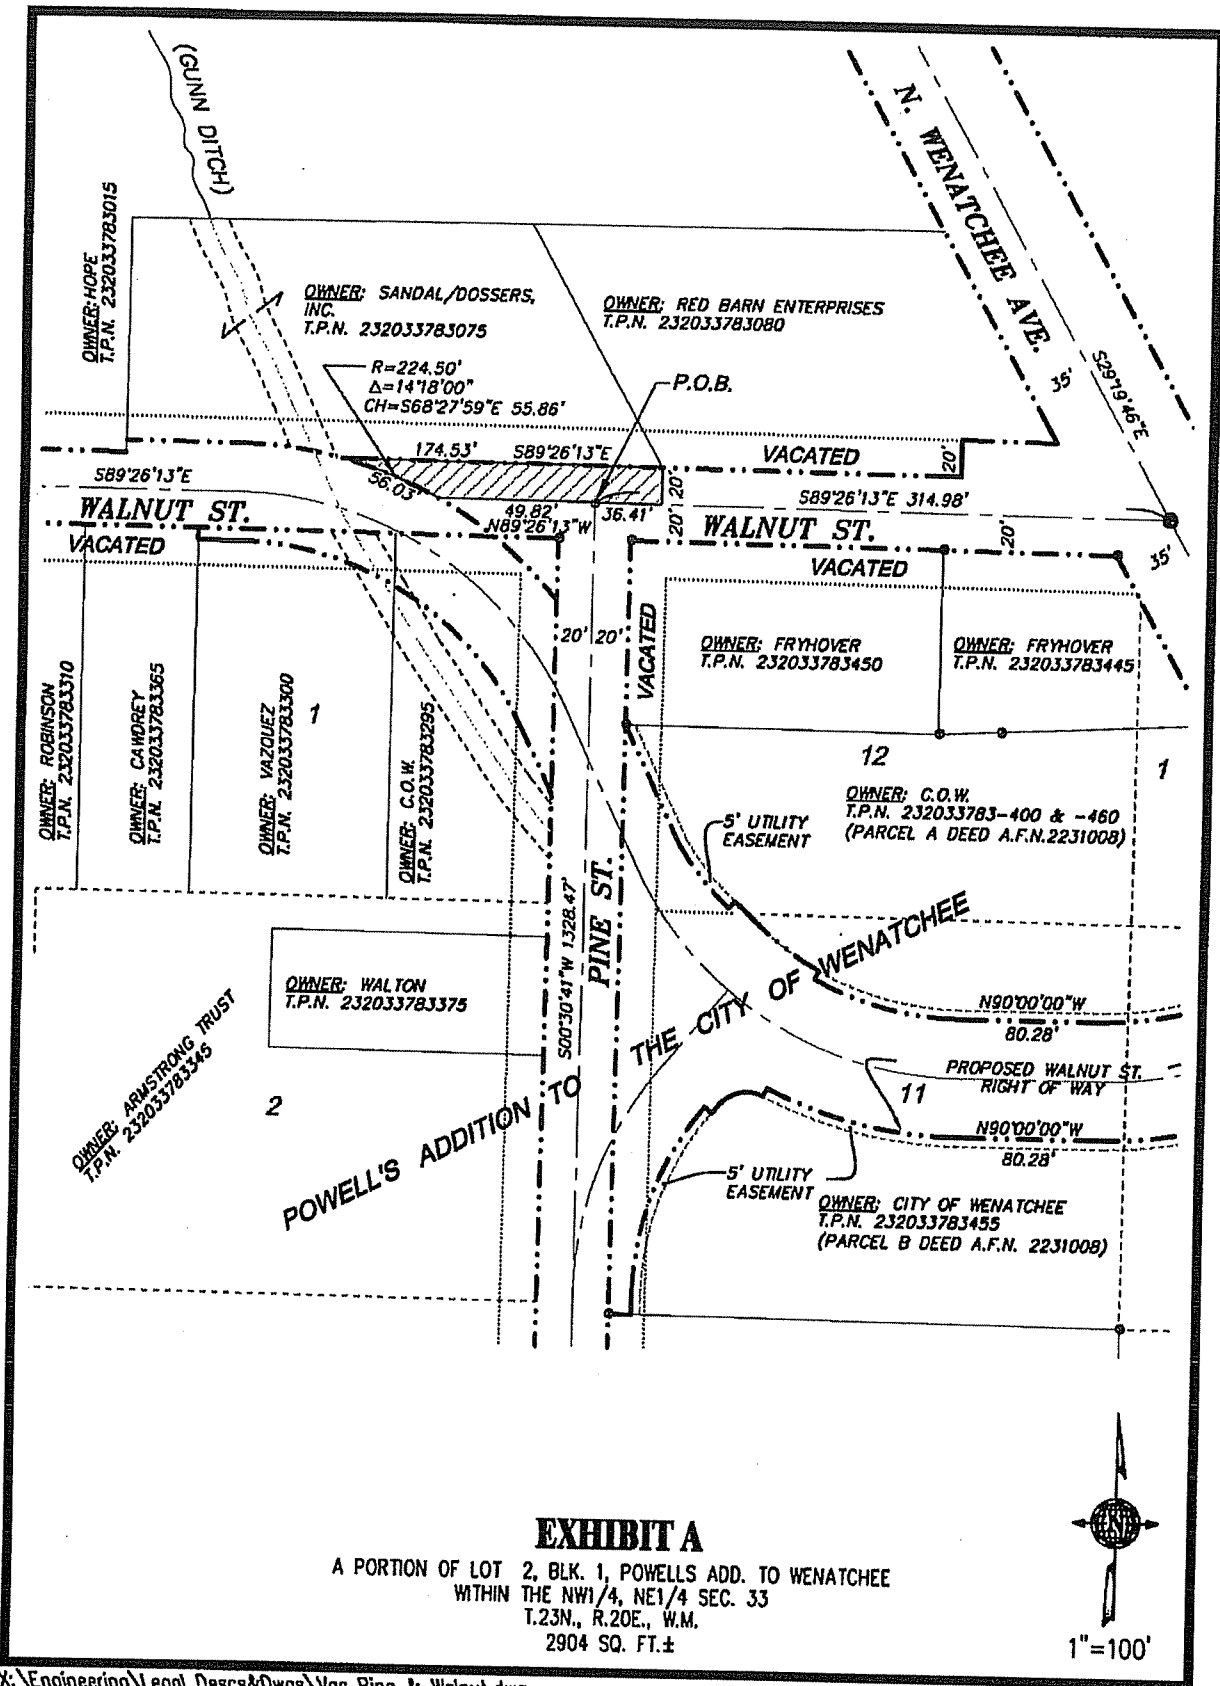 (GUNN DITCH)
N. WENATCHEE AVE.
35'
S29°19'46"E
OWNER: HOPE
T.P.N. 232033783015
OWNER: SANDAL/DOSSERS,
INC.
T.P.N. 232033783075
OWNER: RED BARN ENTERPRISES
T.P.N. 232033783080
R=224.50'
Δ=14°18'00"
CH=S68°27'59"E 55.86'
P.O.B.
174.53'
S89°26'13"E
VACATED
20'
S89°26'13"E
56.03'
20'
S89°26'13"E 314.98'
WALNUT ST.
49.82'
36.41'
N89°26'13"W
20'
WALNUT ST.
20'
VACATED
VACATED
35'
20'
20'
VACATED
OWNER: FRYHOVER
T.P.N. 232033783450
OWNER: FRYHOVER
T.P.N. 232033783445
OWNER: ROBINSON
T.P.N. 232033783310
OWNER: CAWDREY
T.P.N. 232033783365
OWNER: VAZQUEZ
T.P.N. 232033783300
1
OWNER: C.O.W.
T.P.N. 232033783295
12
1
OWNER: C.O.W.
T.P.N. 232033783-400 & -460
(PARCEL A DEED A.F.N.2231008)
5' UTILITY
EASEMENT
S00°30'41"W 1328.47'
PINE ST.
OWNER: WALTON
T.P.N. 232033783375
N90°00'00"W
80.28'
OWNER: ARMSTRONG TRUST
T.P.N. 232033783345
2
POWELL'S ADDITION TO THE CITY OF WENATCHEE
PROPOSED WALNUT ST.
RIGHT OF WAY
11
N90°00'00"W
80.28'
5' UTILITY
EASEMENT
OWNER: CITY OF WENATCHEE
T.P.N. 232033783455
(PARCEL B DEED A.F.N. 2231008)
N
EXHIBIT A
A PORTION OF LOT 2, BLK. 1, POWELLS ADD. TO WENATCHEE
WITHIN THE NW1/4, NE1/4 SEC. 33
T.23N., R.20E., W.M.
2904 SQ. FT.±
1"=100'
X:\Engineering\Legal Descs&Dwgs\Vac Pine & Walnut.dwg